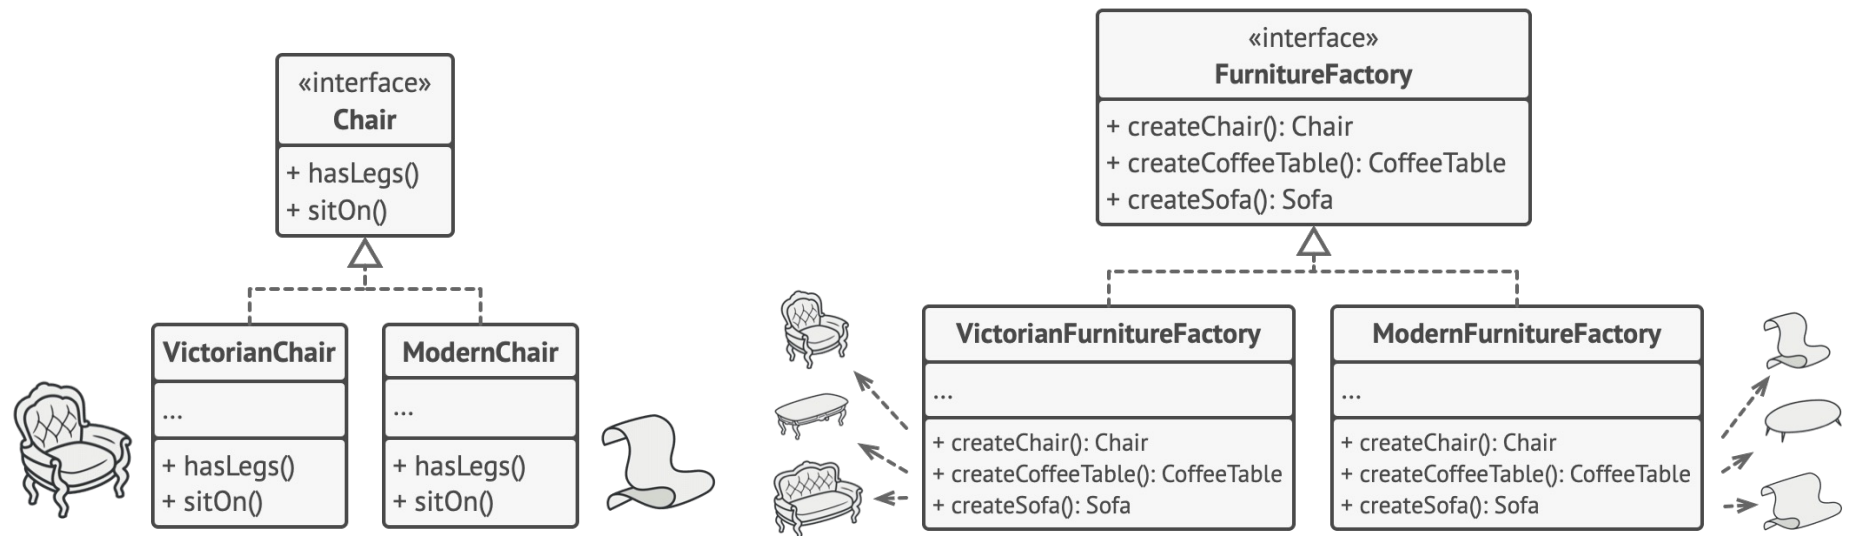 «interface»
Chair
+ hasLegs()
+ sitOn()
VictorianChair
...
+ hasLegs()
+ sitOn()
ModernChair
...
+ hasLegs()
+ sitOn()
«interface»
FurnitureFactory
+ createChair(): Chair
+ createCoffeeTable(): CoffeeTable
+ createSofa(): Sofa
VictorianFurnitureFactory
...
+ createChair(): Chair
+ createCoffeeTable(): CoffeeTable
+ createSofa(): Sofa
ModernFurnitureFactory
...
+ createChair(): Chair
+ createCoffeeTable(): CoffeeTable
+ createSofa(): Sofa